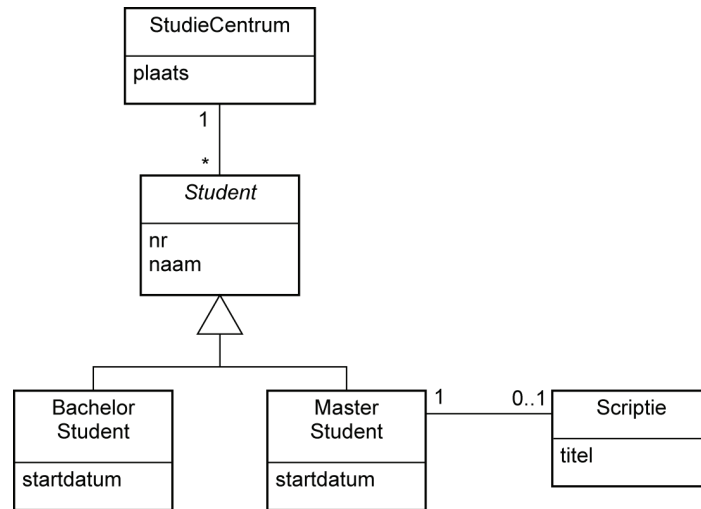 StudieCentrum
plaats
1
*
Student
nr
naam
Bachelor
Student
startdatum
Master
Student
startdatum
1
0..1
Scriptie
titel